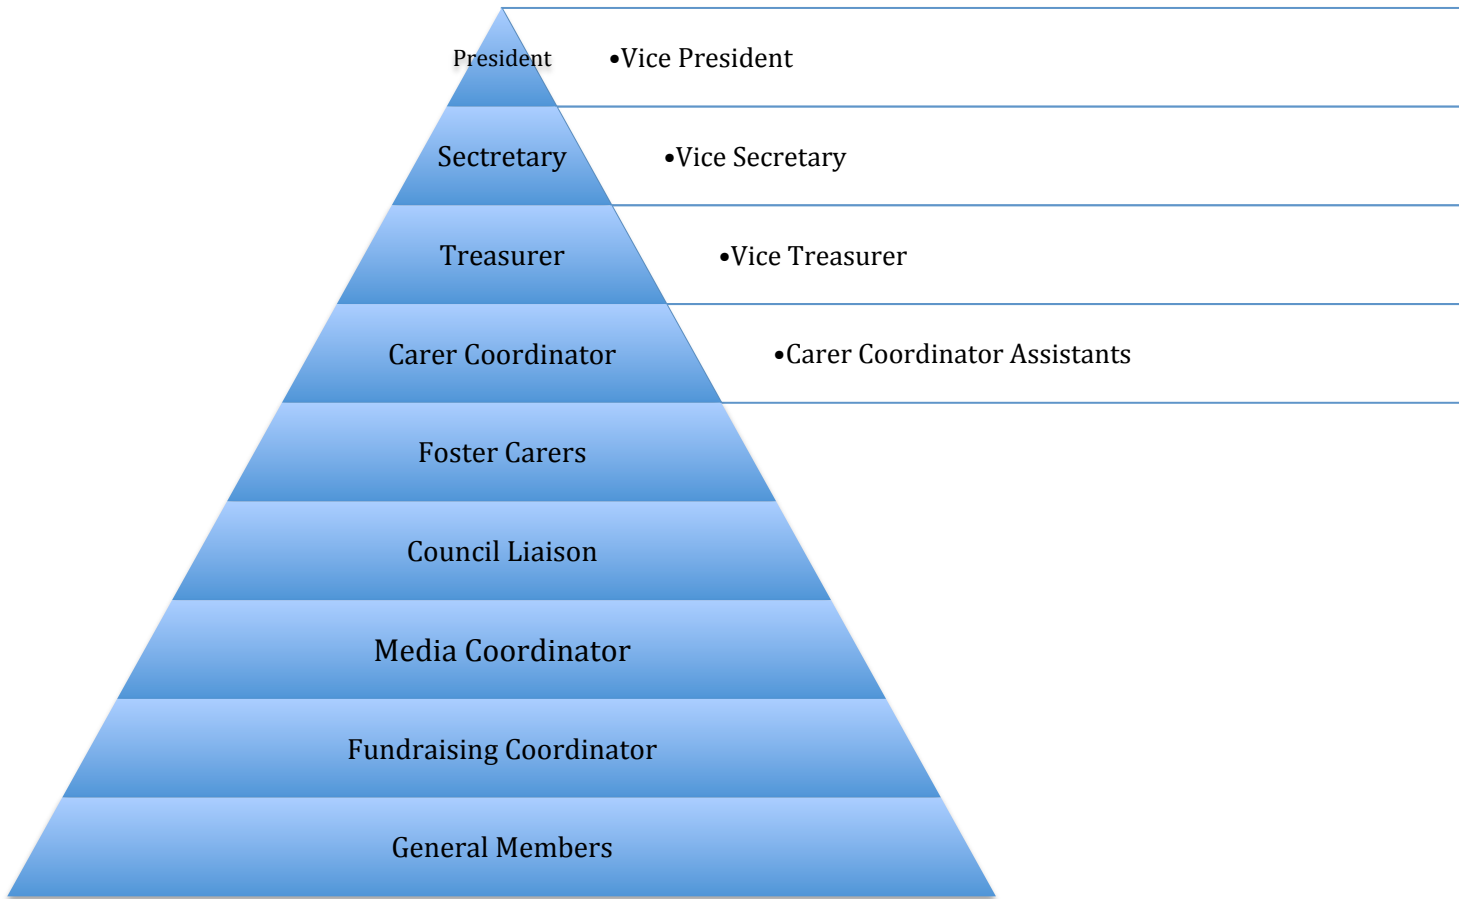 President
•Vice President
Sectretary
•Vice Secretary
Treasurer
•Vice Treasurer
Carer Coordinator
•Carer Coordinator Assistants
Foster Carers
Council Liaison
Media Coordinator
Fundraising Coordinator
General Members